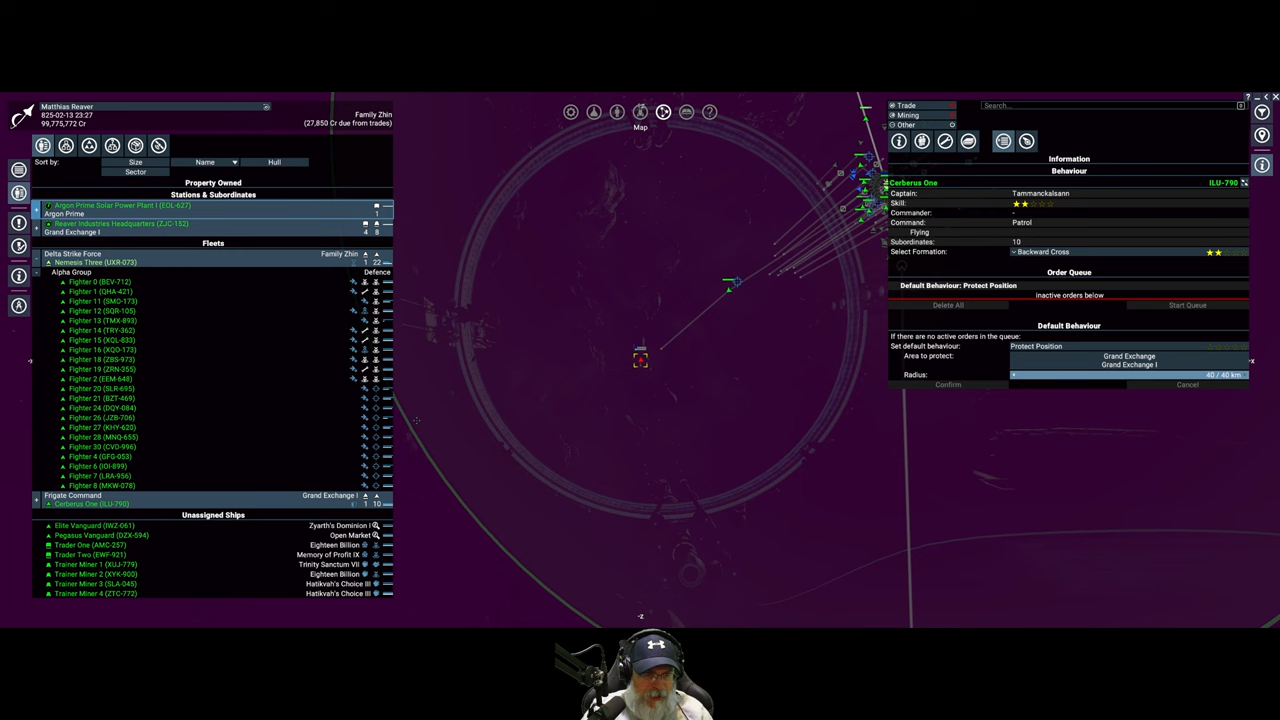 Matthias Reaver
825-02-13 23:27
99,775,772 Cr
Family Zhin
(27,850 Cr due from trades)
Sort by:
Size
Name
Hull
Sector
Property Owned
Stations & Subordinates
Argon Prime Solar Power Plant I (EOL-627)
Argon Prime
1
Reaver Industries Headquarters (ZJC-152)
Grand Exchange I
4 8
Fleets
Delta Strike Force
Family Zhin
Nemesis Three (UXR-073)
1 22
Alpha Group
Defence
Fighter 0 (BEV-712)
Fighter 1 (QHA-421)
Fighter 11 (SMO-173)
Fighter 12 (SQR-105)
Fighter 13 (TMX-893)
Fighter 14 (TRY-362)
Fighter 15 (XQL-833)
Fighter 16 (XQO-173)
Fighter 18 (ZBS-973)
Fighter 19 (ZRN-355)
Fighter 2 (EEM-648)
Fighter 20 (SLR-695)
Fighter 21 (BZT-469)
Fighter 24 (DQY-084)
Fighter 26 (JZB-706)
Fighter 27 (KHY-620)
Fighter 28 (MNQ-655)
Fighter 30 (CVD-996)
Fighter 4 (GFG-053)
Fighter 6 (IOI-899)
Fighter 7 (LRA-956)
Fighter 8 (MKW-078)
Frigate Command
Grand Exchange I
Cerberus One (ILU-790)
1 10
Unassigned Ships
Elite Vanguard (IWZ-061)
Zyarth's Dominion I
Pegasus Vanguard (DZX-594)
Open Market
Trader One (AMC-257)
Eighteen Billion
Trader Two (EWF-921)
Memory of Profit IX
Trainer Miner 1 (XUJ-779)
Trinity Sanctum VII
Trainer Miner 2 (XYK-900)
Eighteen Billion
Trainer Miner 3 (SLA-045)
Hatikvah's Choice III
Trainer Miner 4 (ZTC-772)
Hatikvah's Choice III
Map
-z
-x
x
Trade
Mining
Other
Search...
Information
Behaviour
Cerberus One
ILU-790
Captain:
Tammanckalsann
Skill:
Commander:
-
Command:
Patrol
Flying
Subordinates:
10
Select Formation:
Backward Cross
Order Queue
Default Behaviour: Protect Position
inactive orders below
Delete All
Start Queue
Default Behaviour
If there are no active orders in the queue:
Set default behaviour:
Protect Position
Area to protect:
Grand Exchange
Grand Exchange I
Radius:
40 / 40 km
Confirm
Cancel